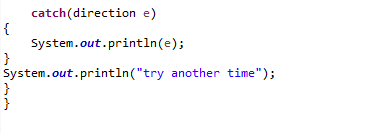 catch(direction e)
{
System.out.println(e);
}
System.out.println("try another time");
}
}